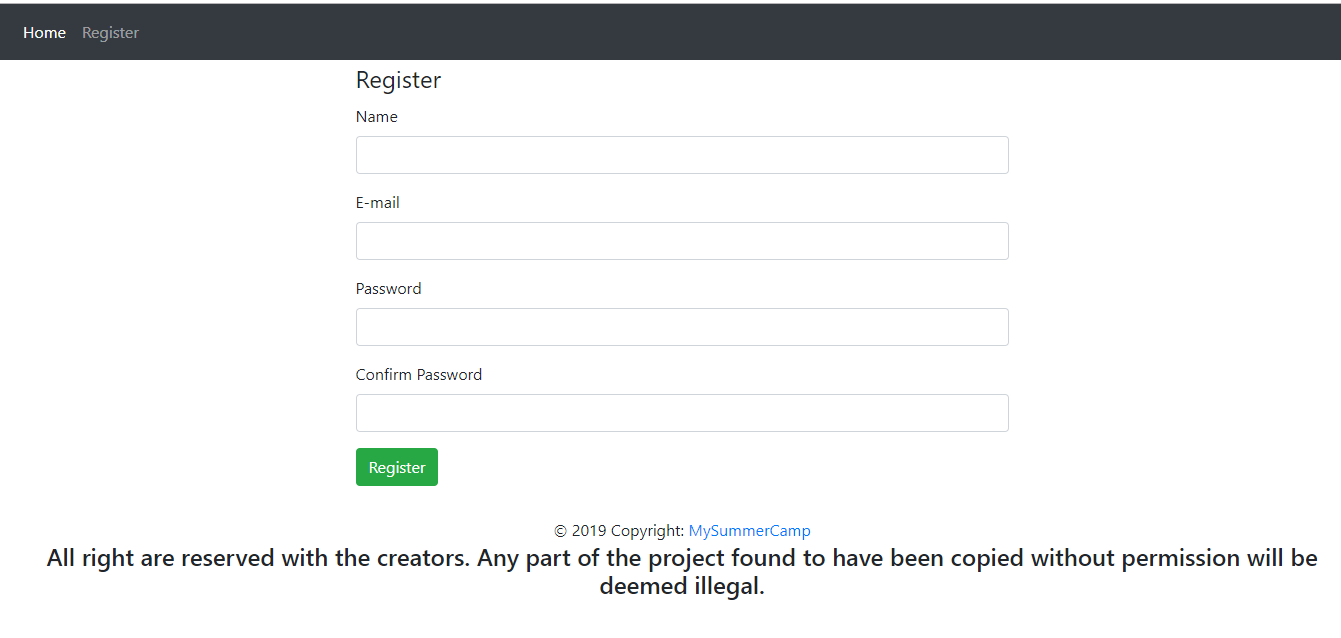 Home Register
Register
Name
E-mail
Password
Confirm Password
Register
© 2019 Copyright: MySummerCamp
All right are reserved with the creators. Any part of the project found to have been copied without permission will be
deemed illegal.